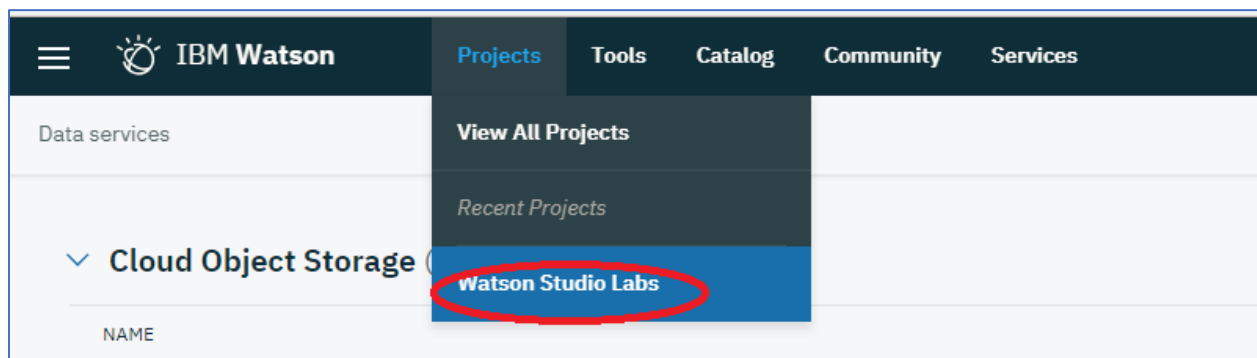 IBM Watson Projects Tools Catalog Community Services
Data services
View All Projects
Recent Projects
Cloud Object Storage (
Watson Studio Labs
NAME